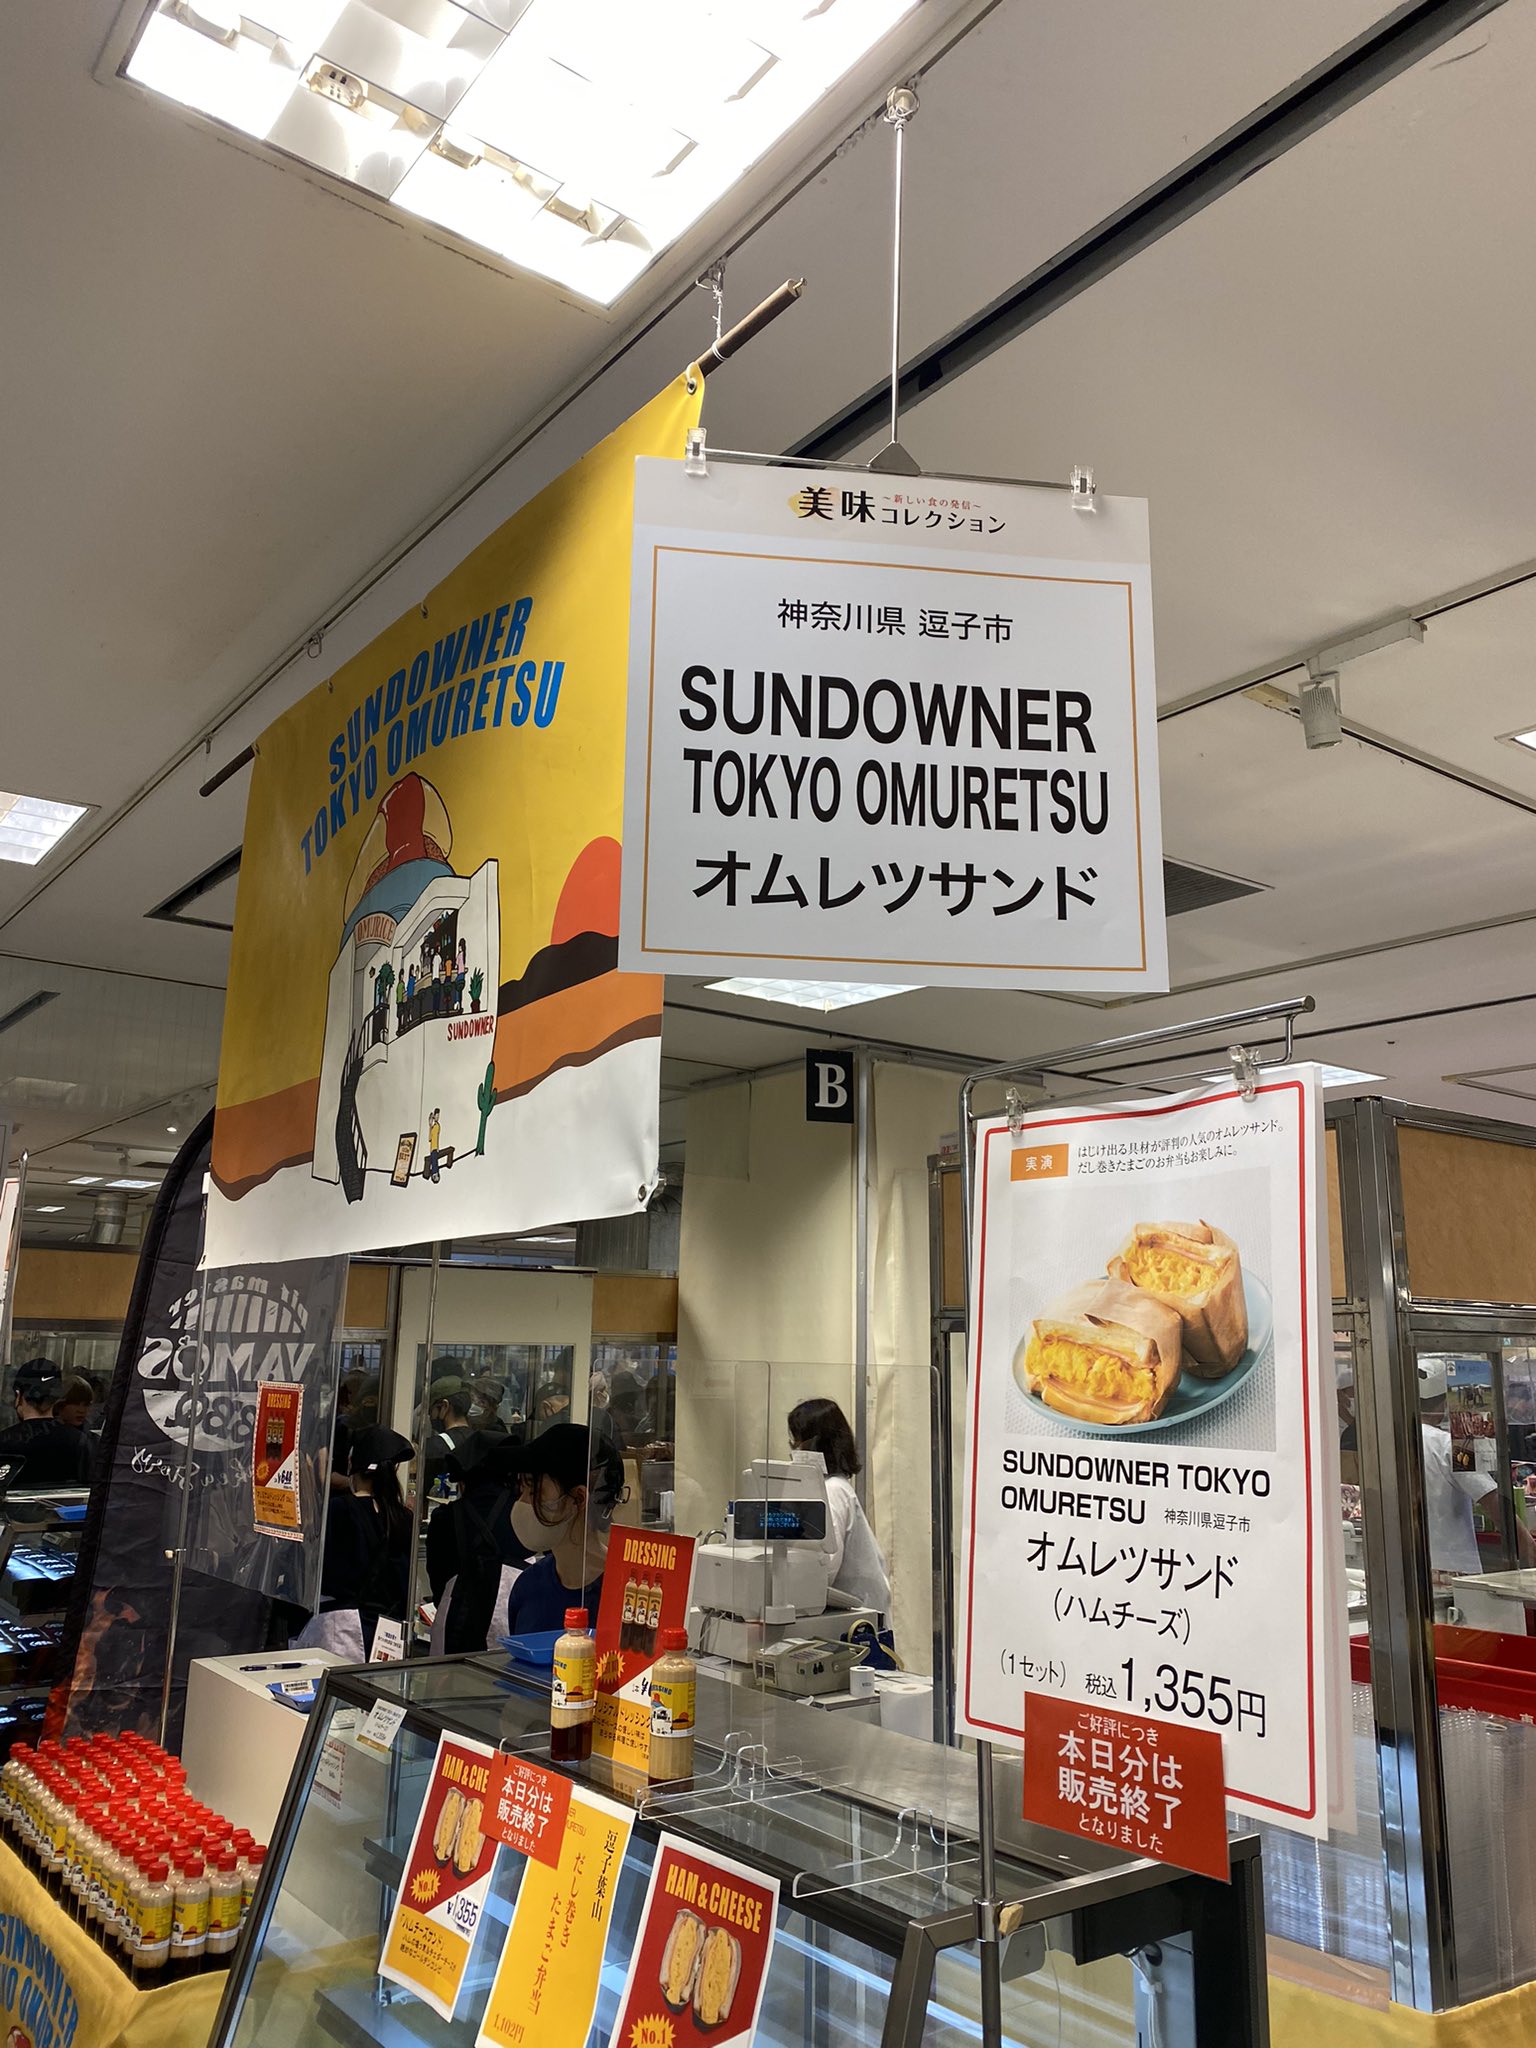 美味
~新しい食の発信~
コレクション
神奈川県 逗子市
SUNDOWNER
TOKYO OMURETSU
オムレツサンド
SUNDOWNER
TOKYO OMURETSU
OMURICE
SUNDOWNER
B
実演
はじけ出る具材が評判の人気のオムレツサンド。
だし巻きたまごのお弁当もお楽しみに。
SUNDOWNER TOKYO
OMURETSU 神奈川県逗子市
オムレツサンド
(ハムチーズ)
(1セット) 税込1,355円
ご好評につき
本日分は
販売終了
となりました
DRESSING
¥648
DRESSING
HAM & CHE
ご好評につき
本日分は
販売終了
となりました
No.1
¥1,355
逗子葉山
だし巻き
たまご弁当
1,102円
HAM & CHEESE
No.1
VAMOS
BBQ